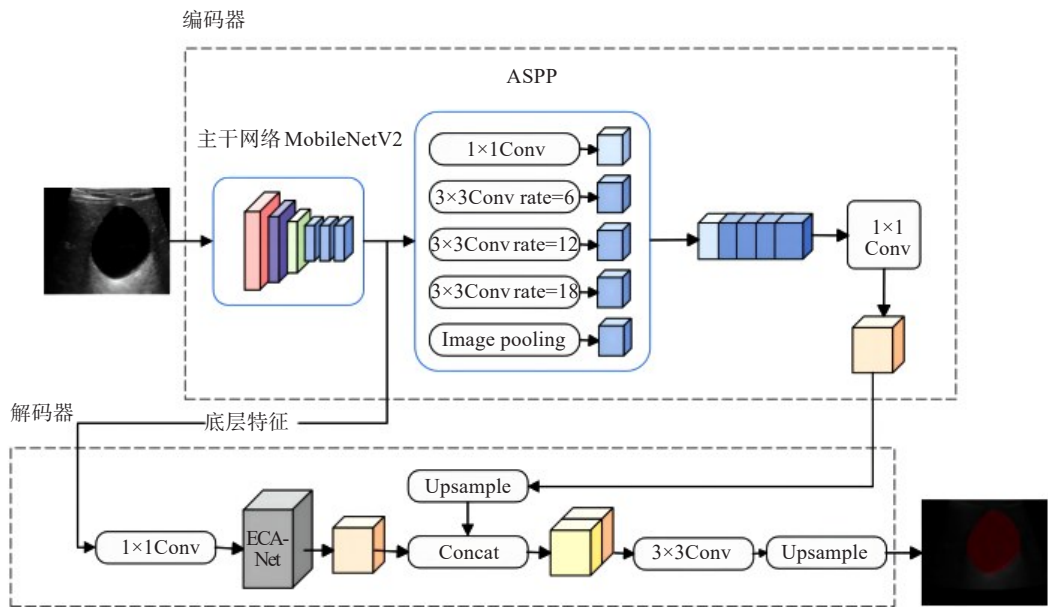 编码器
ASPP
主干网络 MobileNetV2
1×1Conv
3×3Conv rate=6
3×3Conv rate=12
3×3Conv rate=18
Image pooling
1×1
Conv
解码器
底层特征
Upsample
1×1Conv
ECA-
Net
Concat
3×3Conv
Upsample